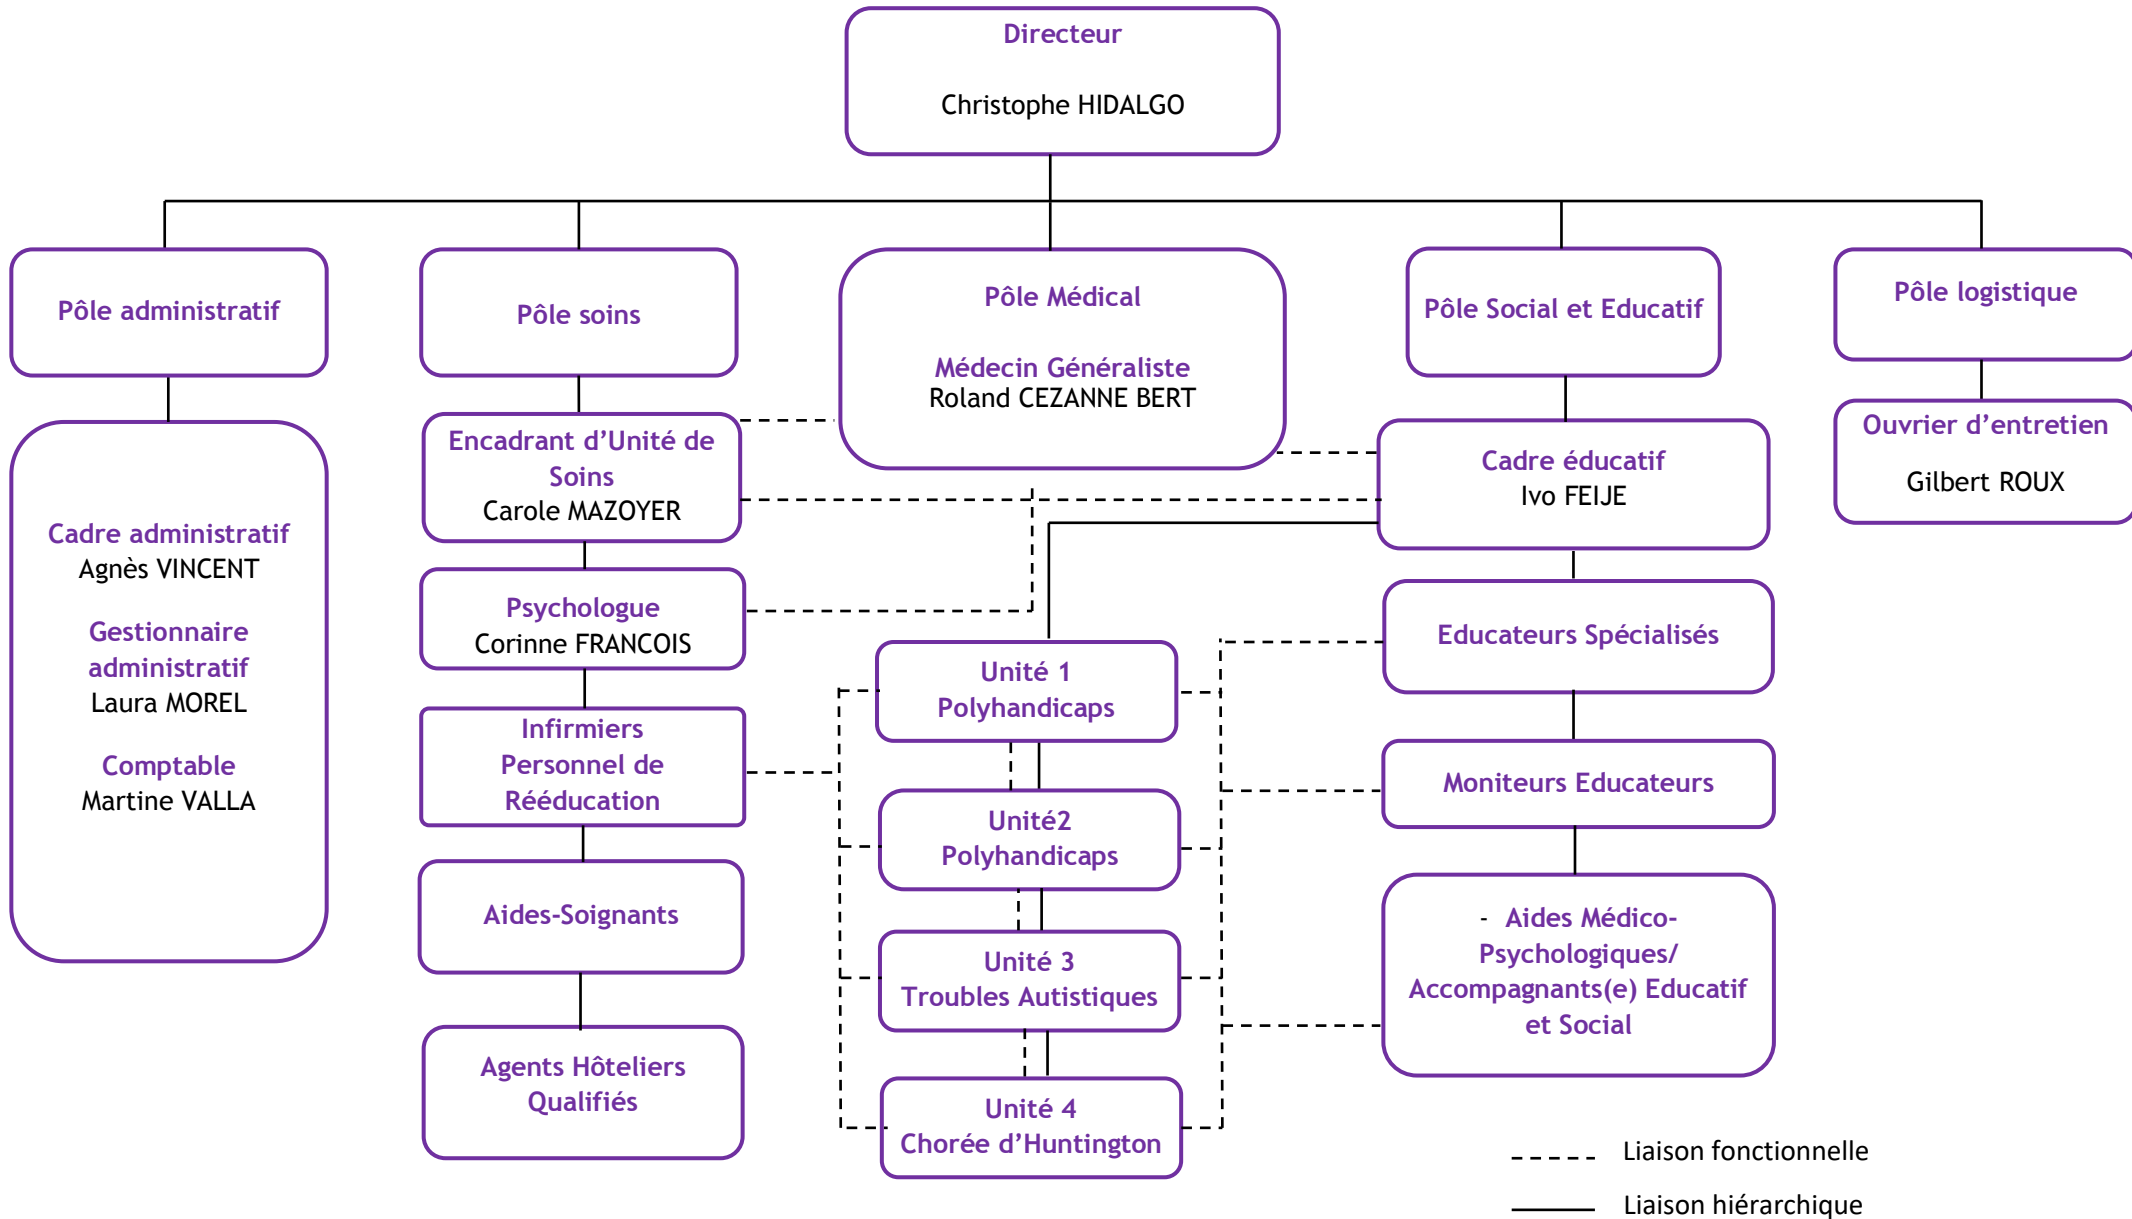 Directeur
Christophe HIDALGO
Pôle administratif
Pôle soins
Pôle Médical
Médecin Généraliste
Roland CEZANNE BERT
Pôle Social et Educatif
Pôle logistique
Cadre administratif
Agnès VINCENT
Gestionnaire
administratif
Laura MOREL
Comptable
Martine VALLA
Encadrant d’Unité de
Soins
Carole MAZOYER
Psychologue
Corinne FRANCOIS
Infirmiers
Personnel de
Rééducation
Aides-Soignants
Agents Hôteliers
Qualifiés
Unité 1
Polyhandicaps
Unité2
Polyhandicaps
Unité 3
Troubles Autistiques
Unité 4
Chorée d’Huntington
Cadre éducatif
Ivo FEIJE
Educateurs Spécialisés
Moniteurs Educateurs
- Aides Médico-
Psychologiques/
Accompagnants(e) Educatif
et Social
Ouvrier d’entretien
Gilbert ROUX
Liaison fonctionnelle
Liaison hiérarchique